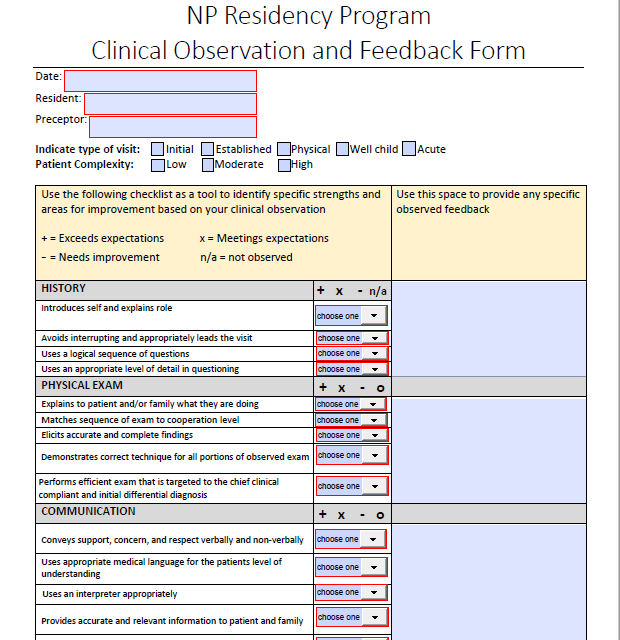 NP Residency Program
Clinical Observation and Feedback Form
Date:
Resident:
Preceptor:
Indicate type of visit: Initial Established Physical Well child Acute
Patient Complexity: Low Moderate High
Use the following checklist as a tool to identify specific strengths and
areas for improvement based on your clinical observation
+ = Exceeds expectations x = Meetings expectations
– = Needs improvement n/a = not observed
Use this space to provide any specific
observed feedback
HISTORY + x - n/a
Introduces self and explains role choose one
Avoids interrupting and appropriately leads the visit choose one
Uses a logical sequence of questions choose one
Uses an appropriate level of detail in questioning choose one
PHYSICAL EXAM + x - o
Explains to patient and/or family what they are doing choose one
Matches sequence of exam to cooperation level choose one
Elicits accurate and complete findings choose one
Demonstrates correct technique for all portions of observed exam choose one
Performs efficient exam that is targeted to the chief clinical
compliant and initial differential diagnosis choose one
COMMUNICATION + x - o
Conveys support, concern, and respect verbally and non-verbally choose one
Uses appropriate medical language for the patients level of
understanding choose one
Uses an interpreter appropriately choose one
Provides accurate and relevant information to patient and family choose one